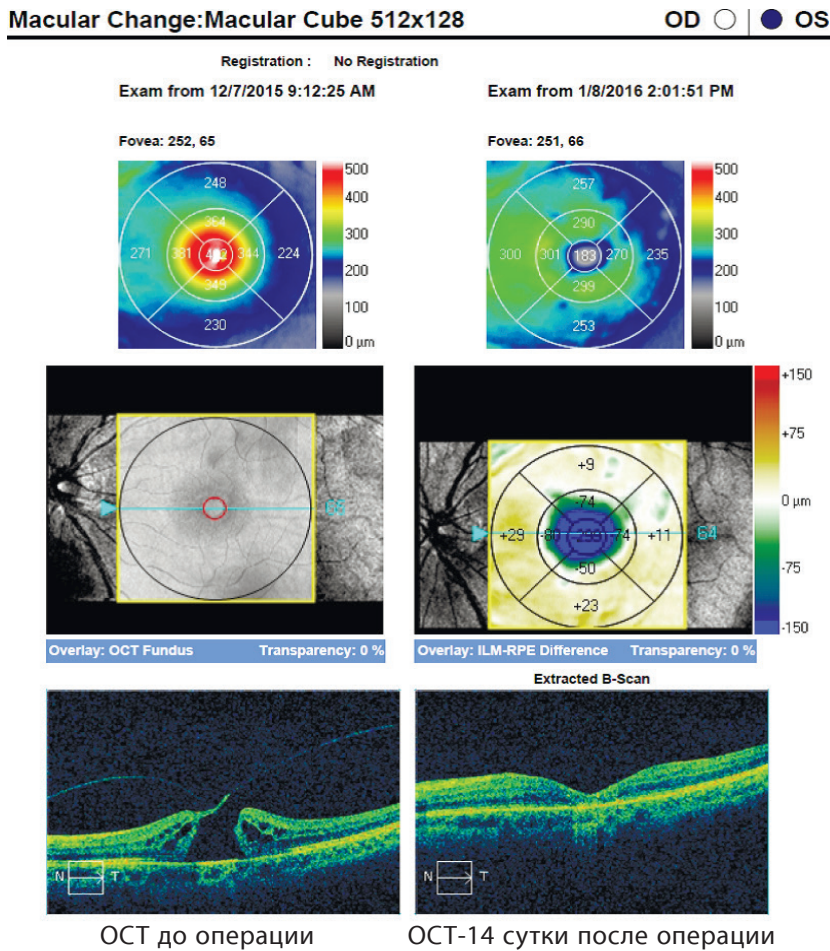 Macular Change:Macular Cube 512x128 OD OS
Registration : No Registration
Exam from 12/7/2015 9:12:25 AM Exam from 1/8/2016 2:01:51 PM
Fovea: 252, 65 Fovea: 251, 66
500 500
248 257
400 400
364 290
300 300
271 381 344 224 300 301 183 270 235
200 200
349 299
100 100
230 253
0 µm 0 µm
+150
+9 +75
-74
65 0 µm
+29 -80 -74 +11 64
-50 -75
+23
-150
Overlay: OCT Fundus Transparency: 0 % Overlay: ILM-RPE Difference Transparency: 0 %
Extracted B-Scan
N T N T
ОСТ до операции ОСТ-14 сутки после операции